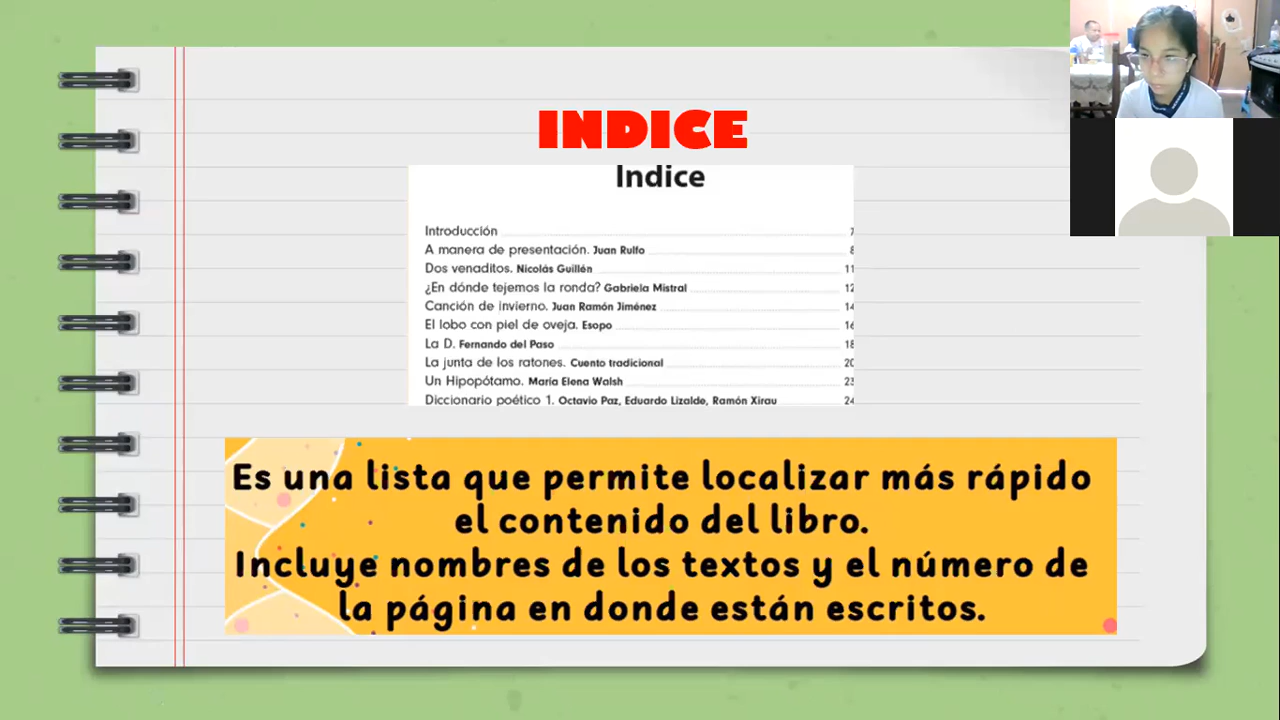 INDICE
Indice
Introducción 7
A manera de presentación. Juan Rulfo 8
Dos venaditos. Nicolás Guillén 11
¿En dónde tejemos la ronda? Gabriela Mistral 12
Canción de invierno. Juan Ramón Jiménez 14
El lobo con piel de oveja. Esopo 16
La D. Fernando del Paso 18
La junta de los ratones. Cuento tradicional 20
Un Hipopótamo. María Elena Walsh 23
Diccionario poético 1. Octavio Paz, Eduardo Lizalde, Ramón Xirau 24
Es una lista que permite localizar más rápido
el contenido del libro.
Incluye nombres de los textos y el número de
la página en donde están escritos.